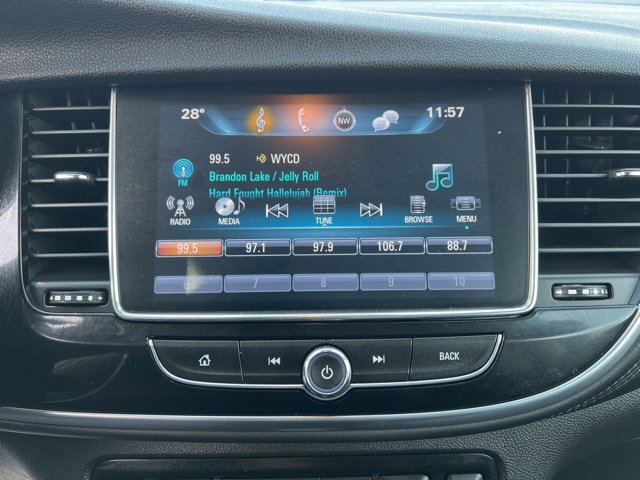 28° NW 11:57
99.5 WYCD
FM Brandon Lake / Jelly Roll
Hard Fought Hallelujah (Remix)
RADIO MEDIA TUNE BROWSE MENU
99.5 97.1 97.9 106.7 88.7
6 7 8 9 10
BACK